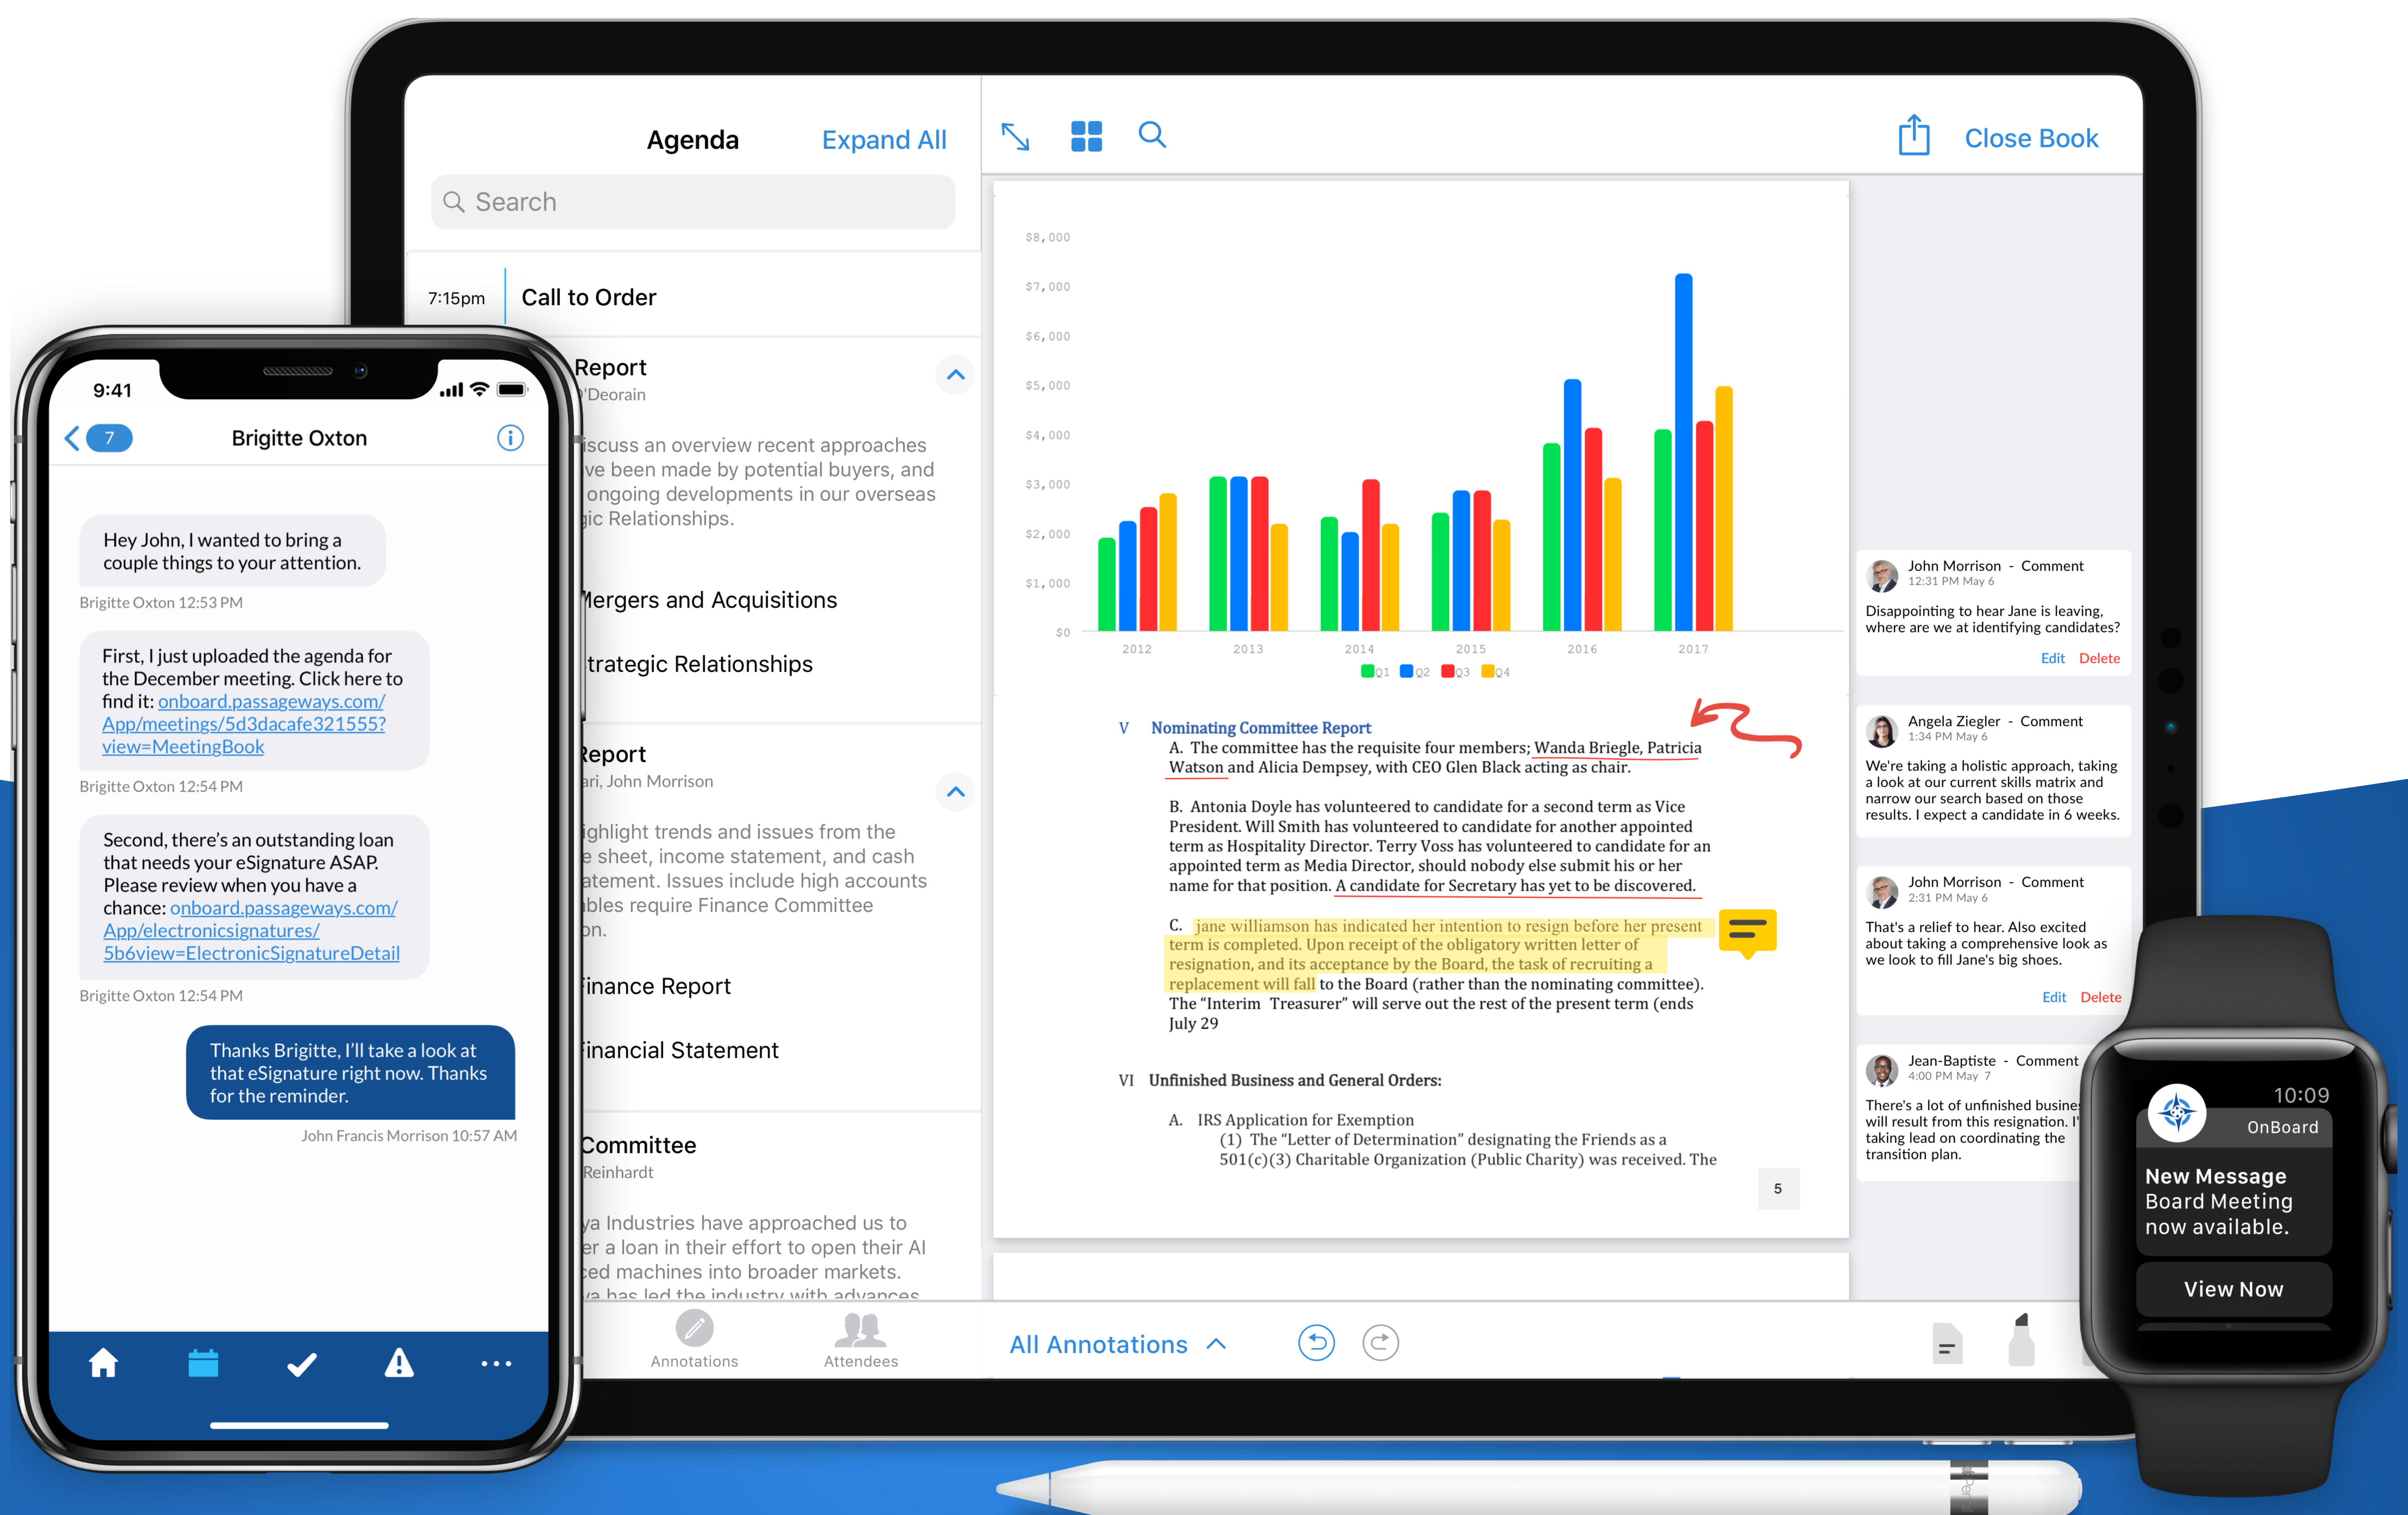 9:41
7
Brigitte Oxton
Hey John, I wanted to bring a
couple things to your attention.
Brigitte Oxton 12:53 PM
First, I just uploaded the agenda for
the December meeting. Click here to
find it: onboard.passageways.com/
App/meetings/5d3dacafe321555?
view=MeetingBook
Brigitte Oxton 12:54 PM
Second, there's an outstanding loan
that needs your eSignature ASAP.
Please review when you have a
chance: onboard.passageways.com/
App/electronicsignatures/
5b6view=ElectronicSignatureDetail
Brigitte Oxton 12:54 PM
Thanks Brigitte, I'll take a look at
that eSignature right now. Thanks
for the reminder.
John Francis Morrison 10:57 AM
Agenda
Expand All
Search
7:15pm
Call to Order
Report
'Deorain
iscuss an overview recent approaches
ve been made by potential buyers, and
ongoing developments in our overseas
gic Relationships.
Mergers and Acquisitions
trategic Relationships
Report
ari, John Morrison
ighlight trends and issues from the
e sheet, income statement, and cash
atement. Issues include high accounts
bles require Finance Committee
on.
Finance Report
Financial Statement
Committee
Reinhardt
ya Industries have approached us to
er a loan in their effort to open their AI
ced machines into broader markets.
ya has led the industry with advances
Annotations
Attendees
Close Book
$8,000
$7,000
$6,000
$5,000
$4,000
$3,000
$2,000
$1,000
$0
2012 2013 2014 2015 2016 2017
Q1 Q2 Q3 Q4
V Nominating Committee Report
A. The committee has the requisite four members; Wanda Briegle, Patricia
Watson and Alicia Dempsey, with CEO Glen Black acting as chair.
B. Antonia Doyle has volunteered to candidate for a second term as Vice
President. Will Smith has volunteered to candidate for another appointed
term as Hospitality Director. Terry Voss has volunteered to candidate for an
appointed term as Media Director, should nobody else submit his or her
name for that position. A candidate for Secretary has yet to be discovered.
C. jane williamson has indicated her intention to resign before her present
term is completed. Upon receipt of the obligatory written letter of
resignation, and its acceptance by the Board, the task of recruiting a
replacement will fall to the Board (rather than the nominating committee).
The “Interim Treasurer” will serve out the rest of the present term (ends
July 29
VI Unfinished Business and General Orders:
A. IRS Application for Exemption
(1) The “Letter of Determination” designating the Friends as a
501(c)(3) Charitable Organization (Public Charity) was received. The
5
All Annotations
John Morrison - Comment
12:31 PM May 6
Disappointing to hear Jane is leaving,
where are we at identifying candidates?
Edit Delete
Angela Ziegler - Comment
1:34 PM May 6
We're taking a holistic approach, taking
a look at our current skills matrix and
narrow our search based on those
results. I expect a candidate in 6 weeks.
John Morrison - Comment
2:31 PM May 6
That's a relief to hear. Also excited
about taking a comprehensive look as
we look to fill Jane's big shoes.
Edit Delete
Jean-Baptiste - Comment
4:00 PM May 7
There's a lot of unfinished busine
will result from this resignation. I'
taking lead on coordinating the
transition plan.
10:09
OnBoard
New Message
Board Meeting
now available.
View Now